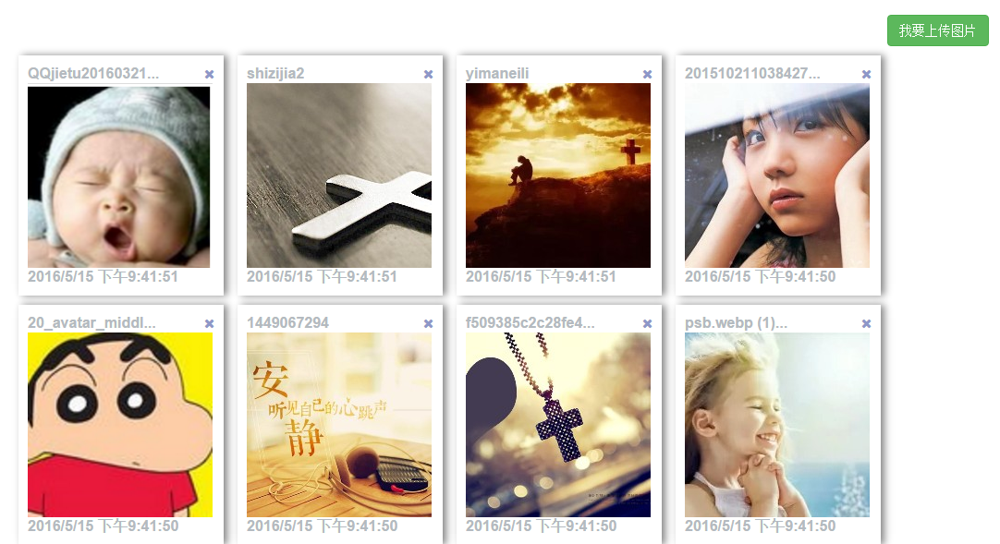 我要上传图片
QQjietu20160321...
shizijia2
yimaneili
201510211038427...
2016/5/15 下午9:41:51
2016/5/15 下午9:41:51
2016/5/15 下午9:41:51
2016/5/15 下午9:41:50
20_avatar_middl...
1449067294
f509385c2c28fe4...
psb.webp (1)...
安
听见自己的心跳声
静
2016/5/15 下午9:41:50
2016/5/15 下午9:41:50
2016/5/15 下午9:41:50
2016/5/15 下午9:41:50